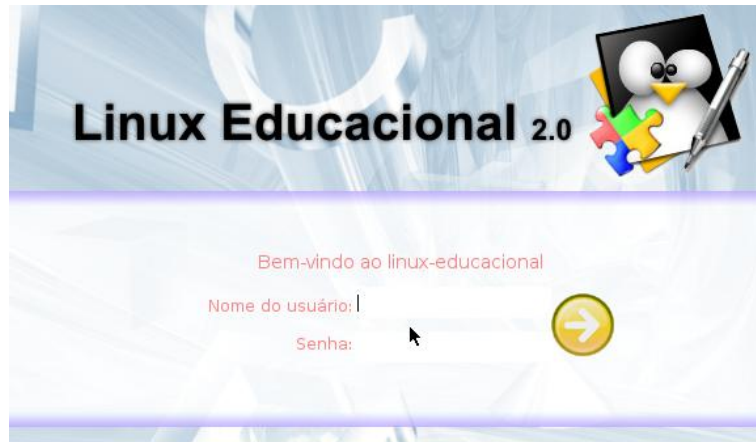 Linux Educacional 2.0
Bem-vindo ao linux-educacional
Nome do usuário:
Senha: